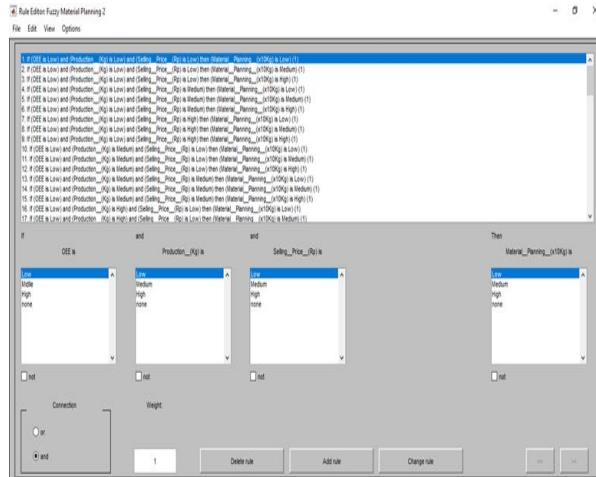 Rule Editor: Fuzzy Material Planning 2
File Edit View Options
1. If (OEE is Low) and (Production__(Kg) is Low) and (Selling__Price__(Rp) is Low) then (Material__Planning__(x10Kg) is Low) (1)
2. If (OEE is Low) and (Production__(Kg) is Low) and (Selling__Price__(Rp) is Low) then (Material__Planning__(x10Kg) is Medium) (1)
3. If (OEE is Low) and (Production__(Kg) is Low) and (Selling__Price__(Rp) is Low) then (Material__Planning__(x10Kg) is High) (1)
4. If (OEE is Low) and (Production__(Kg) is Low) and (Selling__Price__(Rp) is Medium) then (Material__Planning__(x10Kg) is Low) (1)
5. If (OEE is Low) and (Production__(Kg) is Low) and (Selling__Price__(Rp) is Medium) then (Material__Planning__(x10Kg) is Medium) (1)
6. If (OEE is Low) and (Production__(Kg) is Low) and (Selling__Price__(Rp) is Medium) then (Material__Planning__(x10Kg) is High) (1)
7. If (OEE is Low) and (Production__(Kg) is Low) and (Selling__Price__(Rp) is High) then (Material__Planning__(x10Kg) is Low) (1)
8. If (OEE is Low) and (Production__(Kg) is Low) and (Selling__Price__(Rp) is High) then (Material__Planning__(x10Kg) is Medium) (1)
9. If (OEE is Low) and (Production__(Kg) is Low) and (Selling__Price__(Rp) is High) then (Material__Planning__(x10Kg) is High) (1)
10. If (OEE is Low) and (Production__(Kg) is Medium) and (Selling__Price__(Rp) is Low) then (Material__Planning__(x10Kg) is Low) (1)
11. If (OEE is Low) and (Production__(Kg) is Medium) and (Selling__Price__(Rp) is Low) then (Material__Planning__(x10Kg) is Medium) (1)
12. If (OEE is Low) and (Production__(Kg) is Medium) and (Selling__Price__(Rp) is Low) then (Material__Planning__(x10Kg) is High) (1)
13. If (OEE is Low) and (Production__(Kg) is Medium) and (Selling__Price__(Rp) is Medium) then (Material__Planning__(x10Kg) is Low) (1)
14. If (OEE is Low) and (Production__(Kg) is Medium) and (Selling__Price__(Rp) is Medium) then (Material__Planning__(x10Kg) is Medium) (1)
15. If (OEE is Low) and (Production__(Kg) is Medium) and (Selling__Price__(Rp) is Medium) then (Material__Planning__(x10Kg) is High) (1)
16. If (OEE is Low) and (Production__(Kg) is High) and (Selling__Price__(Rp) is Low) then (Material__Planning__(x10Kg) is Low) (1)
17. If (OEE is Low) and (Production__(Kg) is High) and (Selling__Price__(Rp) is Low) then (Material__Planning__(x10Kg) is Medium) (1)
If and and Then
OEE is Production__(Kg) is Selling__Price__(Rp) is Material__Planning__(x10Kg) is
Low Low Low Low
Midle Medium Medium Medium
High High High High
none none none none
not not not not
Connection Weight:
or
and 1 Delete rule Add rule Change rule << >>